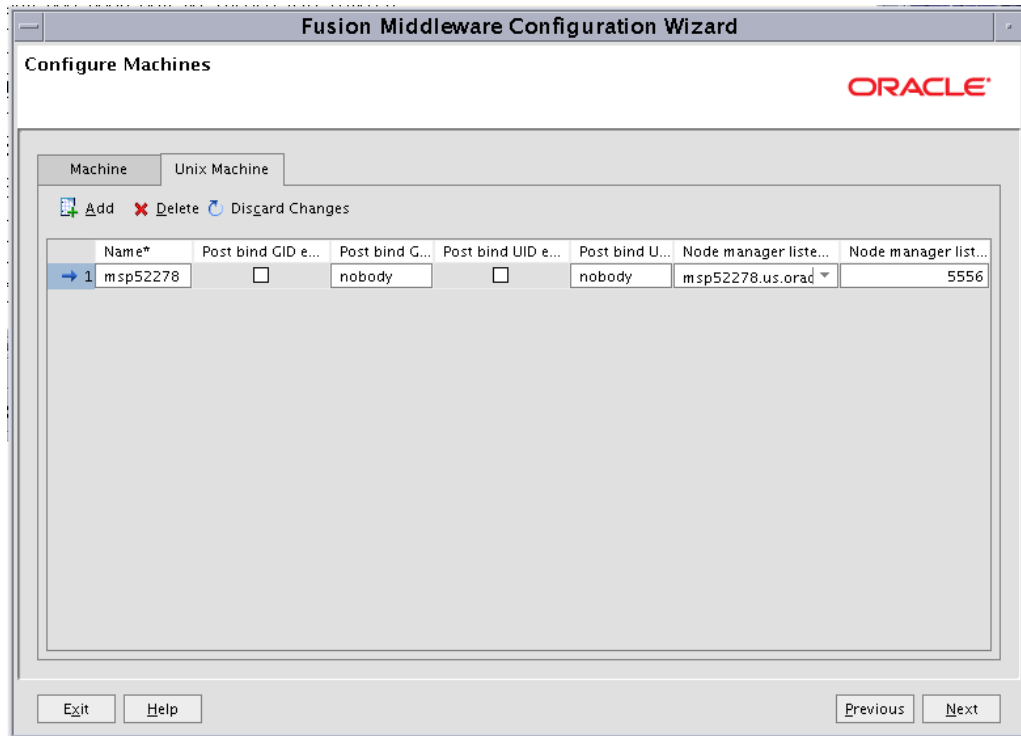 Fusion Middleware Configuration Wizard
Configure Machines
ORACLE
Machine Unix Machine
Add Delete Discard Changes
Name* Post bind GID e... Post bind G... Post bind UID e... Post bind U... Node manager liste... Node manager list...
1 msp52278 nobody nobody msp52278.us.orac 5556
Exit Help Previous Next